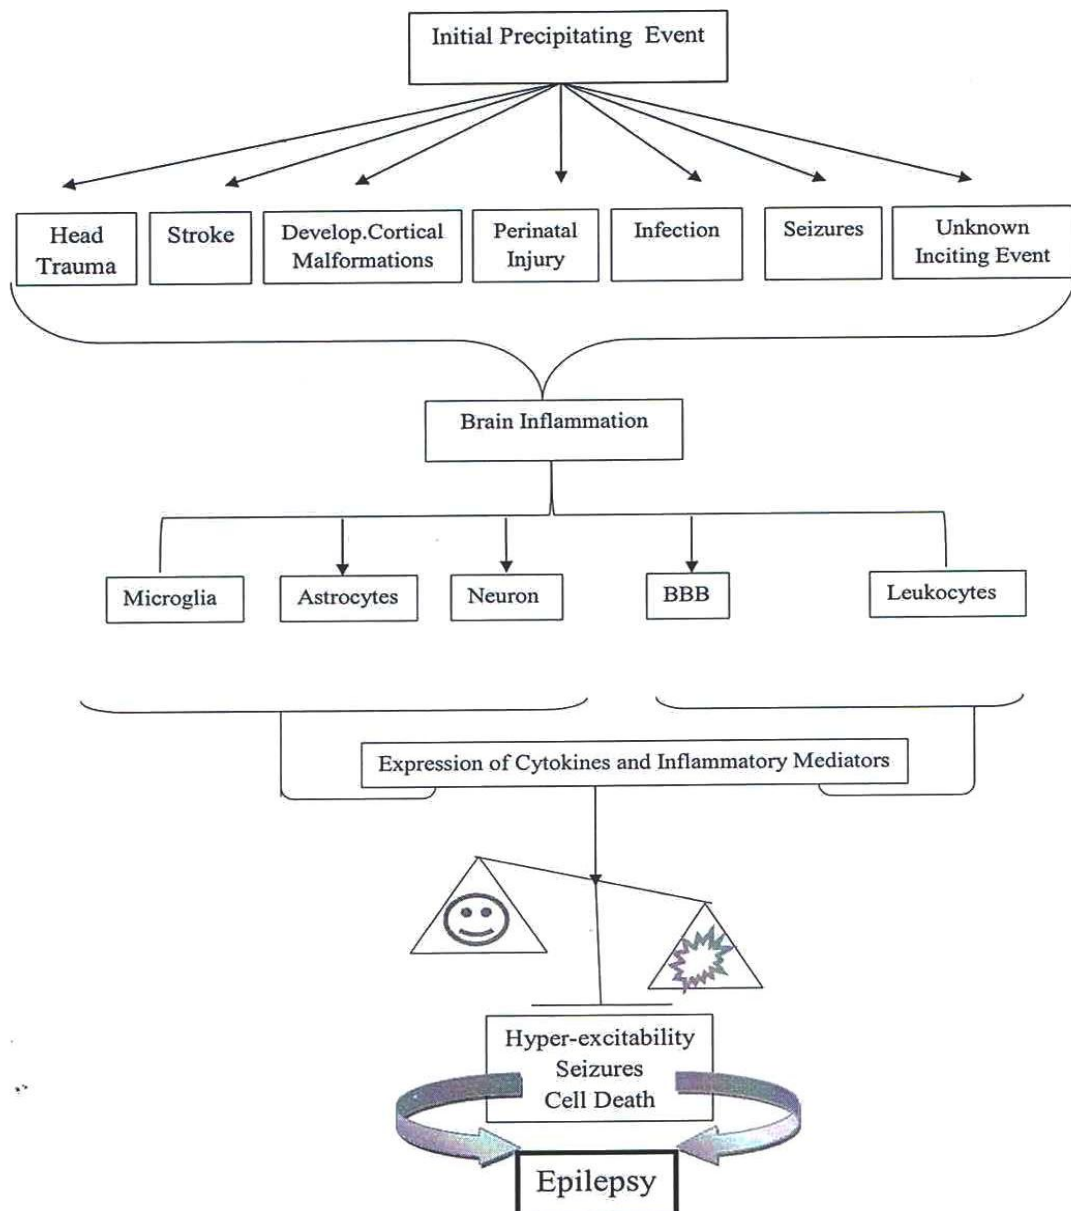 Initial Precipitating Event
Head
Trauma
Stroke
Develop.Cortical
Malformations
Perinatal
Injury
Infection
Seizures
Unknown
Inciting Event
Brain Inflammation
Microglia
Astrocytes
Neuron
BBB
Leukocytes
Expression of Cytokines and Inflammatory Mediators
Hyper-excitability
Seizures
Cell Death
Epilepsy